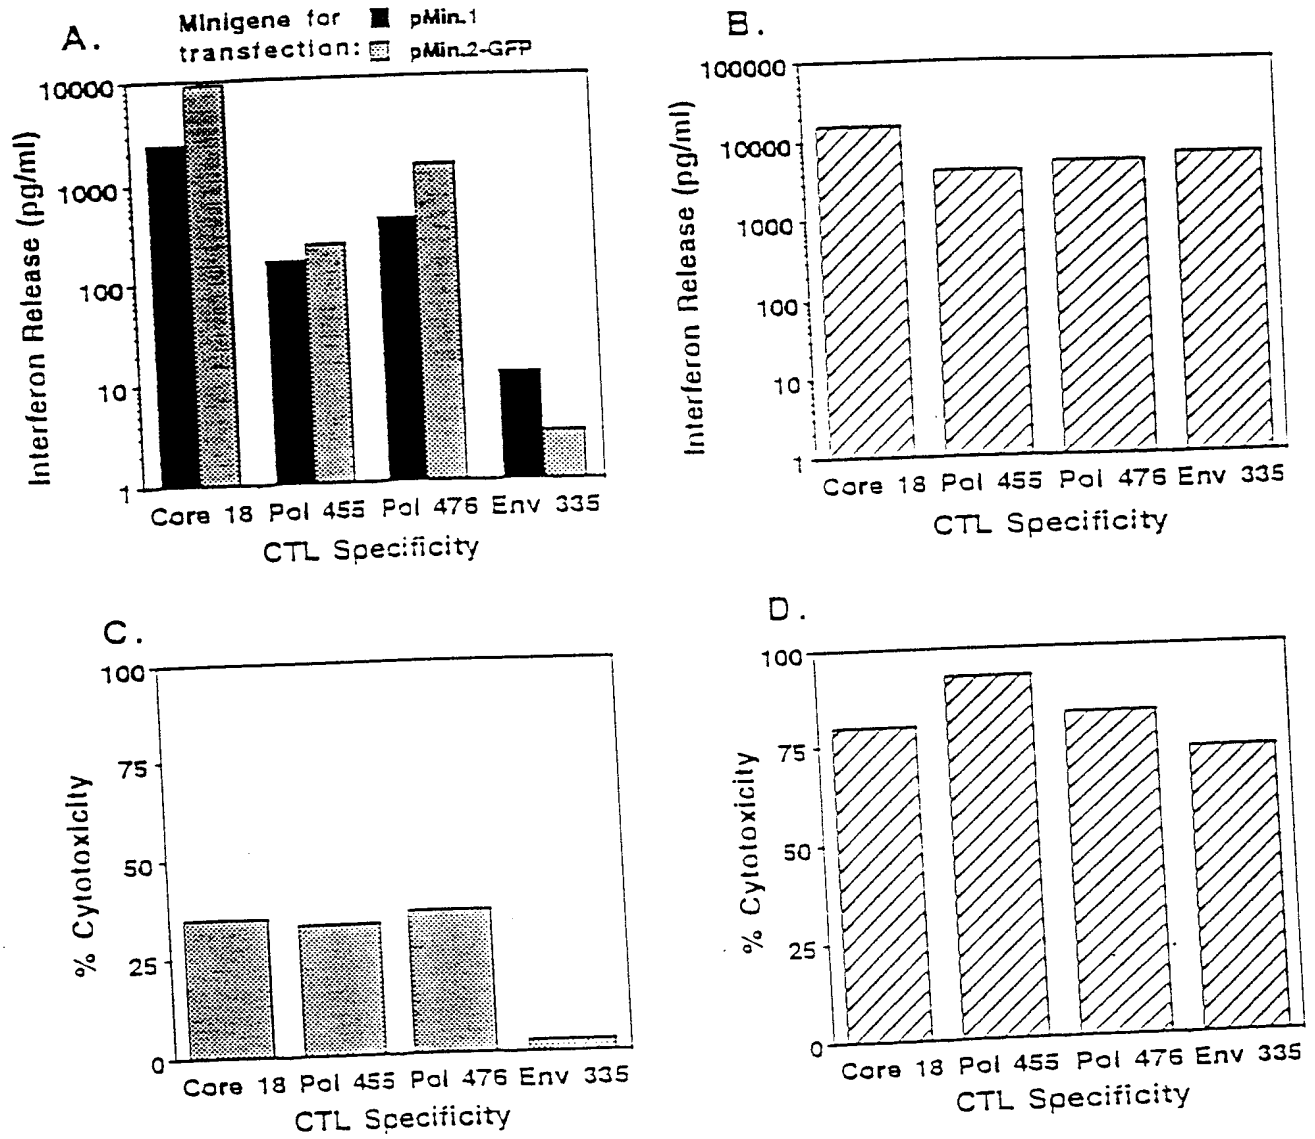 A.
Minigene for pMin.1
transfection: pMin.2-GFP
10000
1000
100
10
1
Interferon Release (pg/ml)
Core 18 Pol 455 Pol 476 Env 335
CTL Specificity
B.
100000
10000
1000
100
10
1
Interferon Release (pg/ml)
Core 18 Pol 455 Pol 476 Env 335
CTL Specificity
C.
100
75
50
25
0
% Cytotoxicity
Core 18 Pol 455 Pol 476 Env 335
CTL Specificity
D.
100
75
50
25
0
% Cytotoxicity
Core 18 Pol 455 Pol 476 Env 335
CTL Specificity